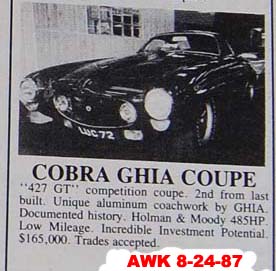 LUC 72
COBRA GHIA COUPE
"427 GT" competition coupe. 2nd from last
built. Unique aluminum coachwork by GHIA.
Documented history. Holman & Moody 485HP.
Low Mileage. Incredible Investment Potential.
$165,000. Trades accepted.
AWK 8-24-87